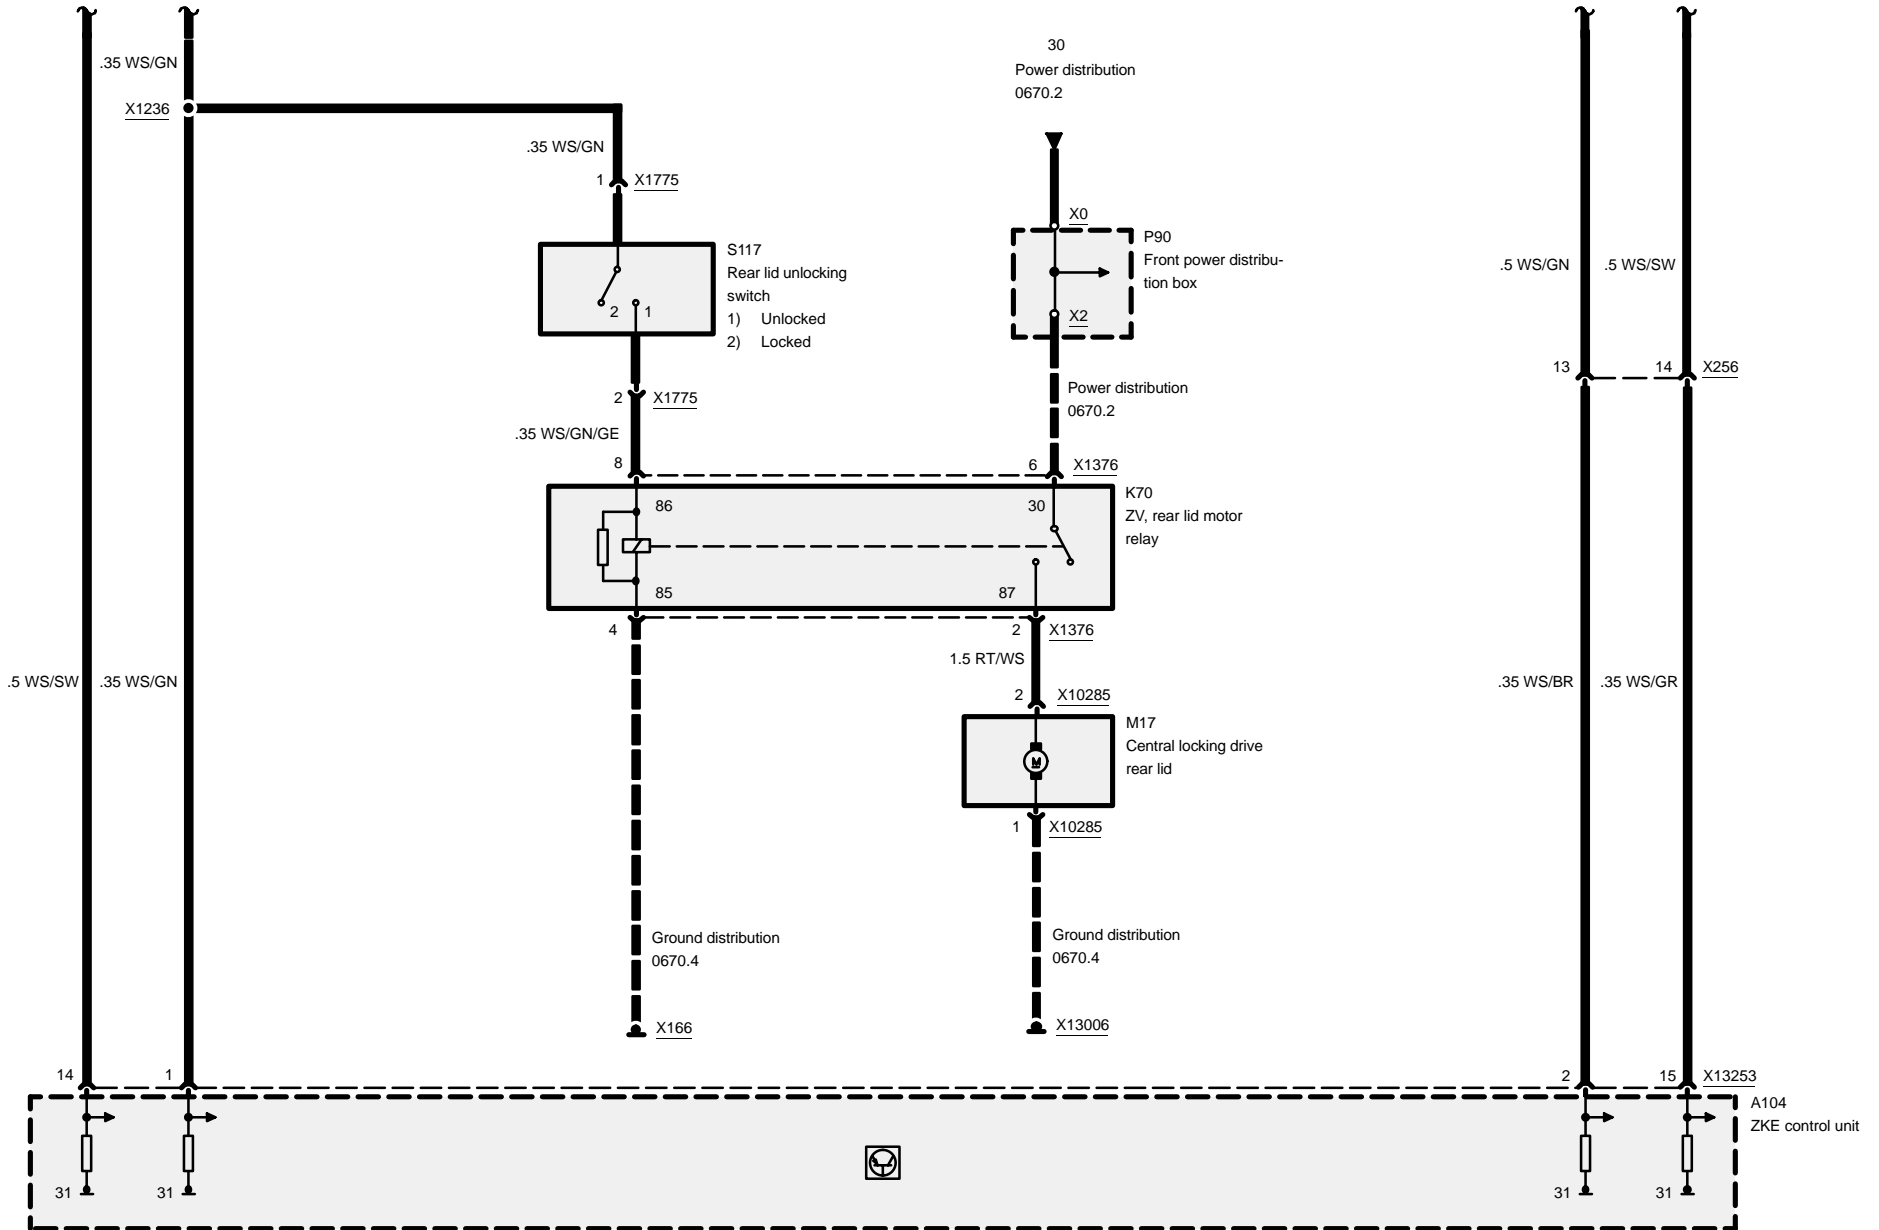 .35 WS/GN
X1236
.35 WS/GN
1 X1775
S117
Rear lid unlocking
switch
1) Unlocked
2) Locked
2 1
2 X1775
.35 WS/GN/GE
30
Power distribution
0670.2
X0
P90
Front power distribu-
tion box
X2
Power distribution
0670.2
.5 WS/GN .5 WS/SW
13 14 X256
8 6 X1376
K70
ZV, rear lid motor
relay
86 30
85 87
4 2 X1376
1.5 RT/WS
2 X10285
M17
Central locking drive
rear lid
M
1 X10285
.5 WS/SW .35 WS/GN
.35 WS/BR .35 WS/GR
Ground distribution
0670.4
X166
Ground distribution
0670.4
X13006
14 1 2 15 X13253
A104
ZKE control unit
31 31 31 31